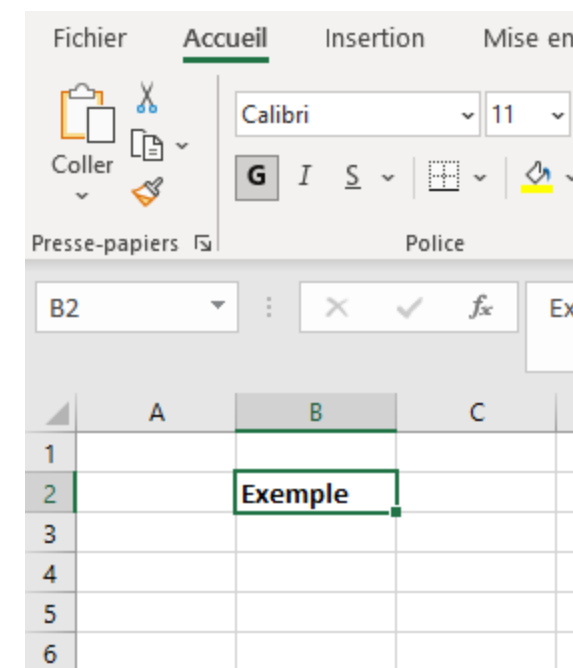 Fichier Accueil Insertion Mise en
Calibri 11
Coller
G I S
Presse-papiers Police
B2 fx Ex
A B C
1
2 Exemple
3
4
5
6